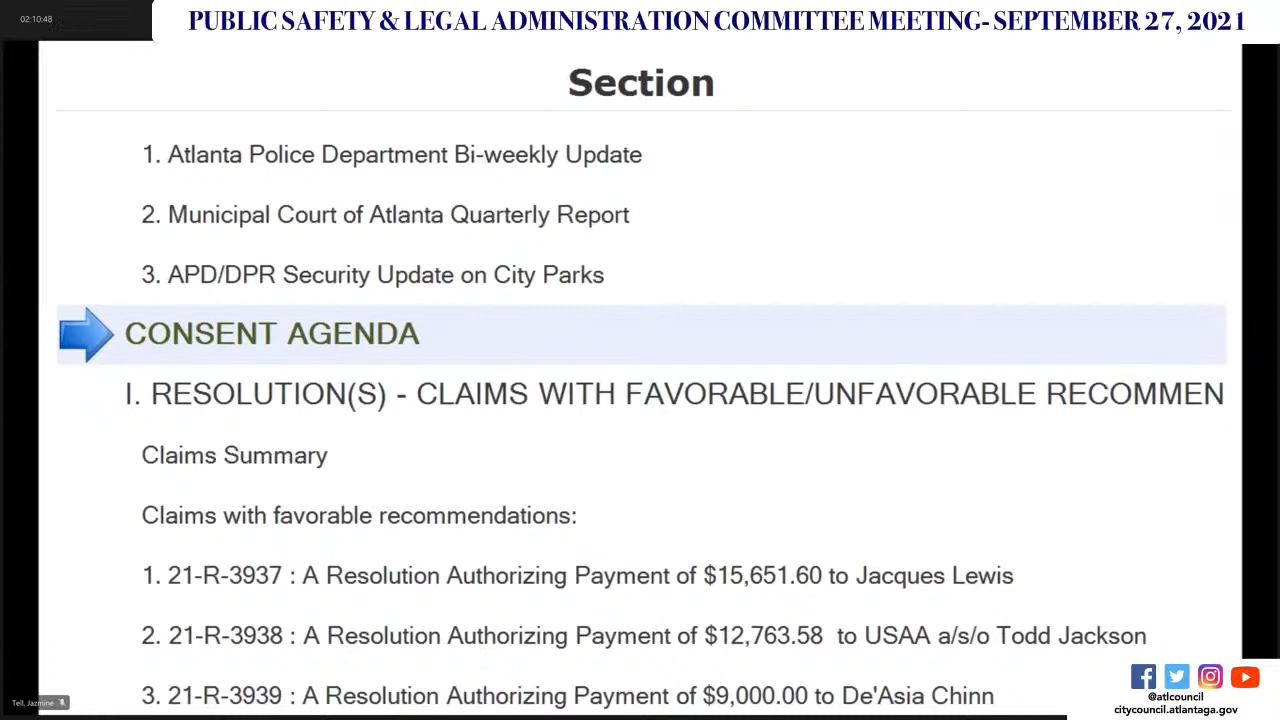 02:10:48
PUBLIC SAFETY & LEGAL ADMINISTRATION COMMITTEE MEETING- SEPTEMBER 27, 2021
Section
1. Atlanta Police Department Bi-weekly Update
2. Municipal Court of Atlanta Quarterly Report
3. APD/DPR Security Update on City Parks
CONSENT AGENDA
I. RESOLUTION(S) - CLAIMS WITH FAVORABLE/UNFAVORABLE RECOMMEN
Claims Summary
Claims with favorable recommendations:
1. 21-R-3937 : A Resolution Authorizing Payment of $15,651.60 to Jacques Lewis
2. 21-R-3938 : A Resolution Authorizing Payment of $12,763.58 to USAA a/s/o Todd Jackson
3. 21-R-3939 : A Resolution Authorizing Payment of $9,000.00 to De'Asia Chinn
Tell, Jazmine
@atlcouncil
citycouncil.atlantaga.gov